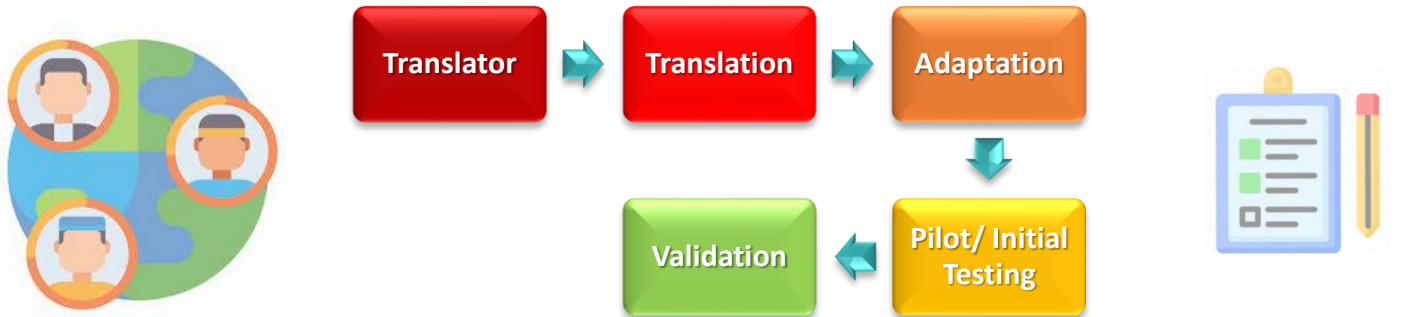 Translator
Translation
Adaptation
Pilot/ Initial
Testing
Validation